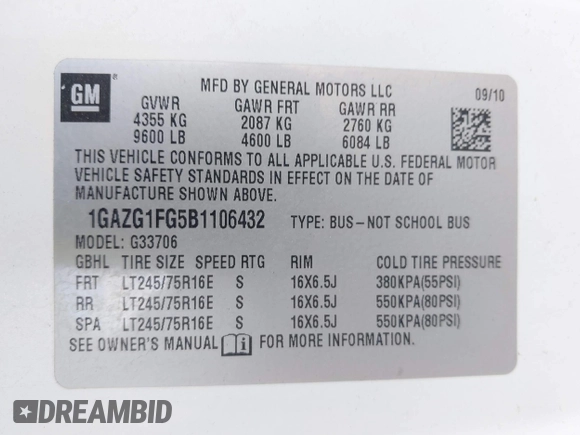 GM
MFD BY GENERAL MOTORS LLC
09/10
GVWR GAWR FRT GAWR RR
4355 KG 2087 KG 2760 KG
9600 LB 4600 LB 6084 LB
THIS VEHICLE CONFORMS TO ALL APPLICABLE U.S. FEDERAL MOTOR
VEHICLE SAFETY STANDARDS IN EFFECT ON THE DATE OF
MANUFACTURE SHOWN ABOVE.
1GAZG1FG5B1106432 TYPE: BUS-NOT SCHOOL BUS
MODEL: G33706
GBHL TIRE SIZE SPEED RTG RIM COLD TIRE PRESSURE
FRT LT245/75R16E S 16X6.5J 380KPA(55PSI)
RR LT245/75R16E S 16X6.5J 550KPA(80PSI)
SPA LT245/75R16E S 16X6.5J 550KPA(80PSI)
SEE OWNER'S MANUAL i FOR MORE INFORMATION.
DREAMBID